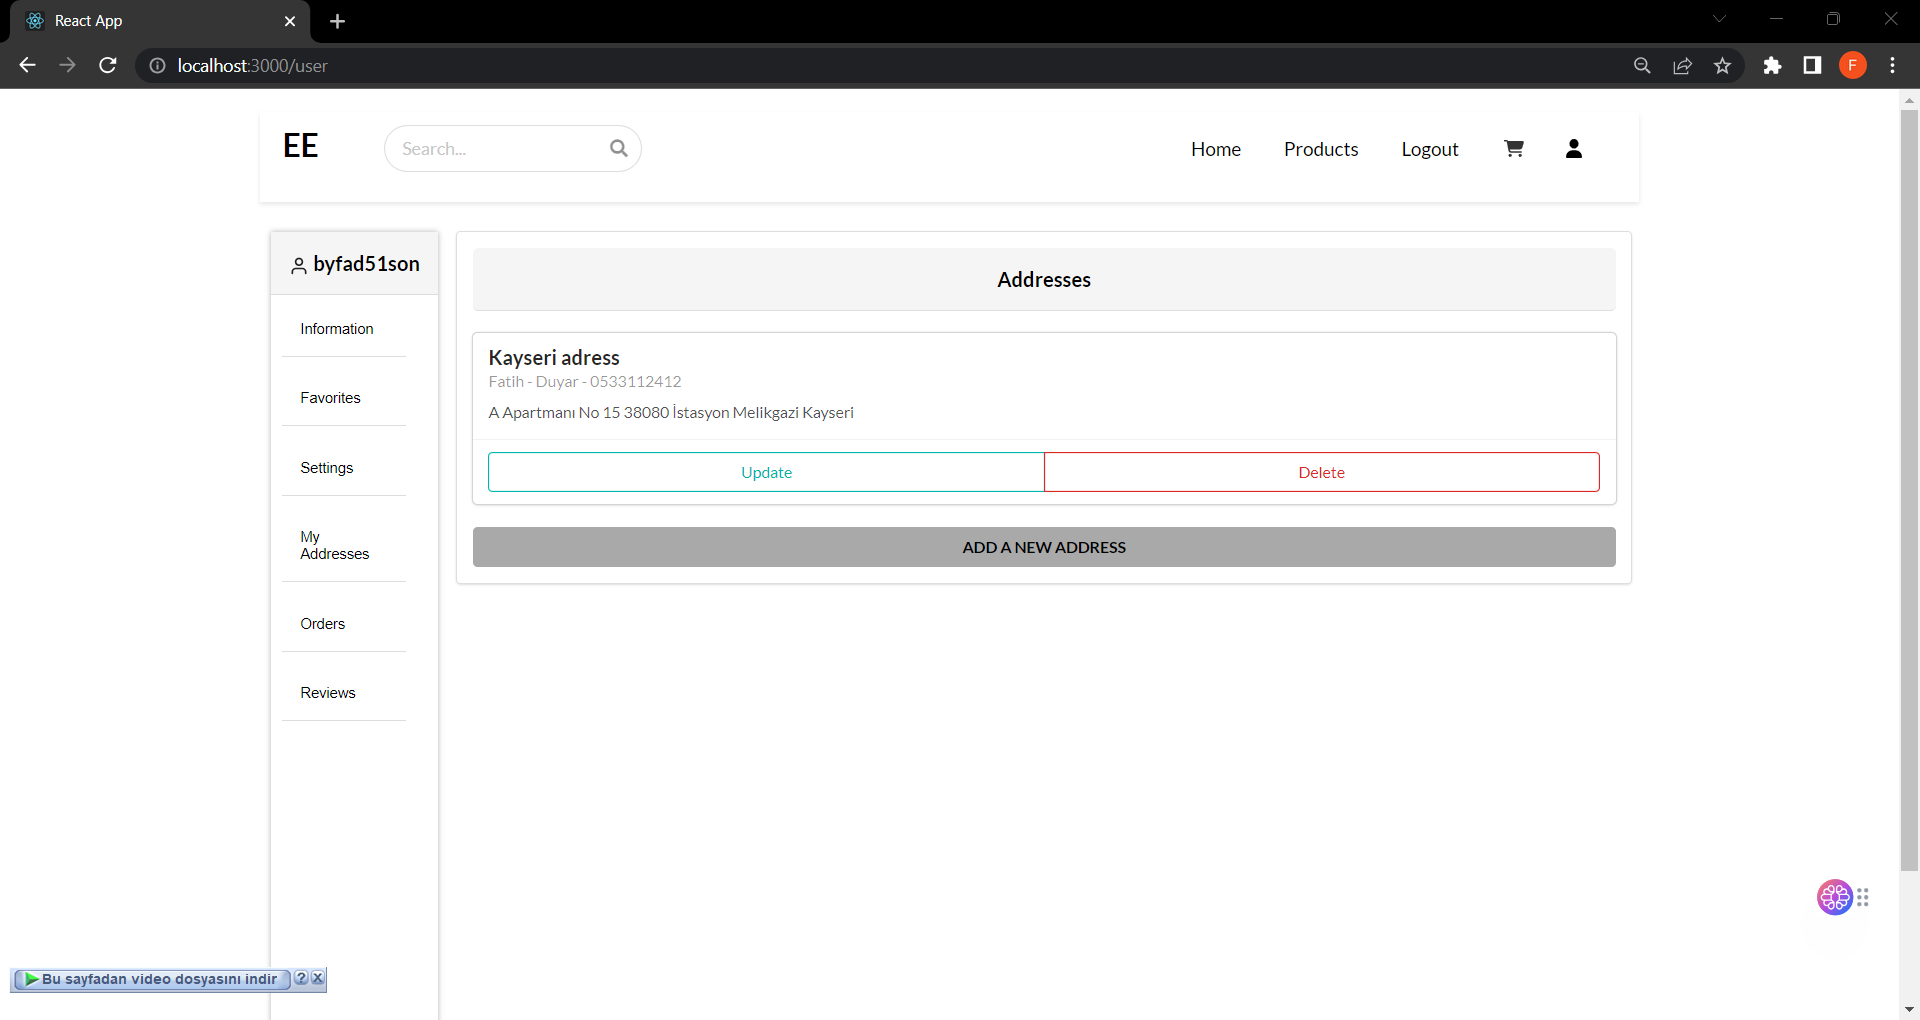 React App
localhost:3000/user
F
EE
Search...
Home
Products
Logout
byfad51son
Information
Favorites
Settings
My
Addresses
Orders
Reviews
Addresses
Kayseri adress
Fatih - Duyar - 0533112412
A Apartmanı No 15 38080 İstasyon Melikgazi Kayseri
Update
Delete
ADD A NEW ADDRESS
Bu sayfadan video dosyasını indir
?